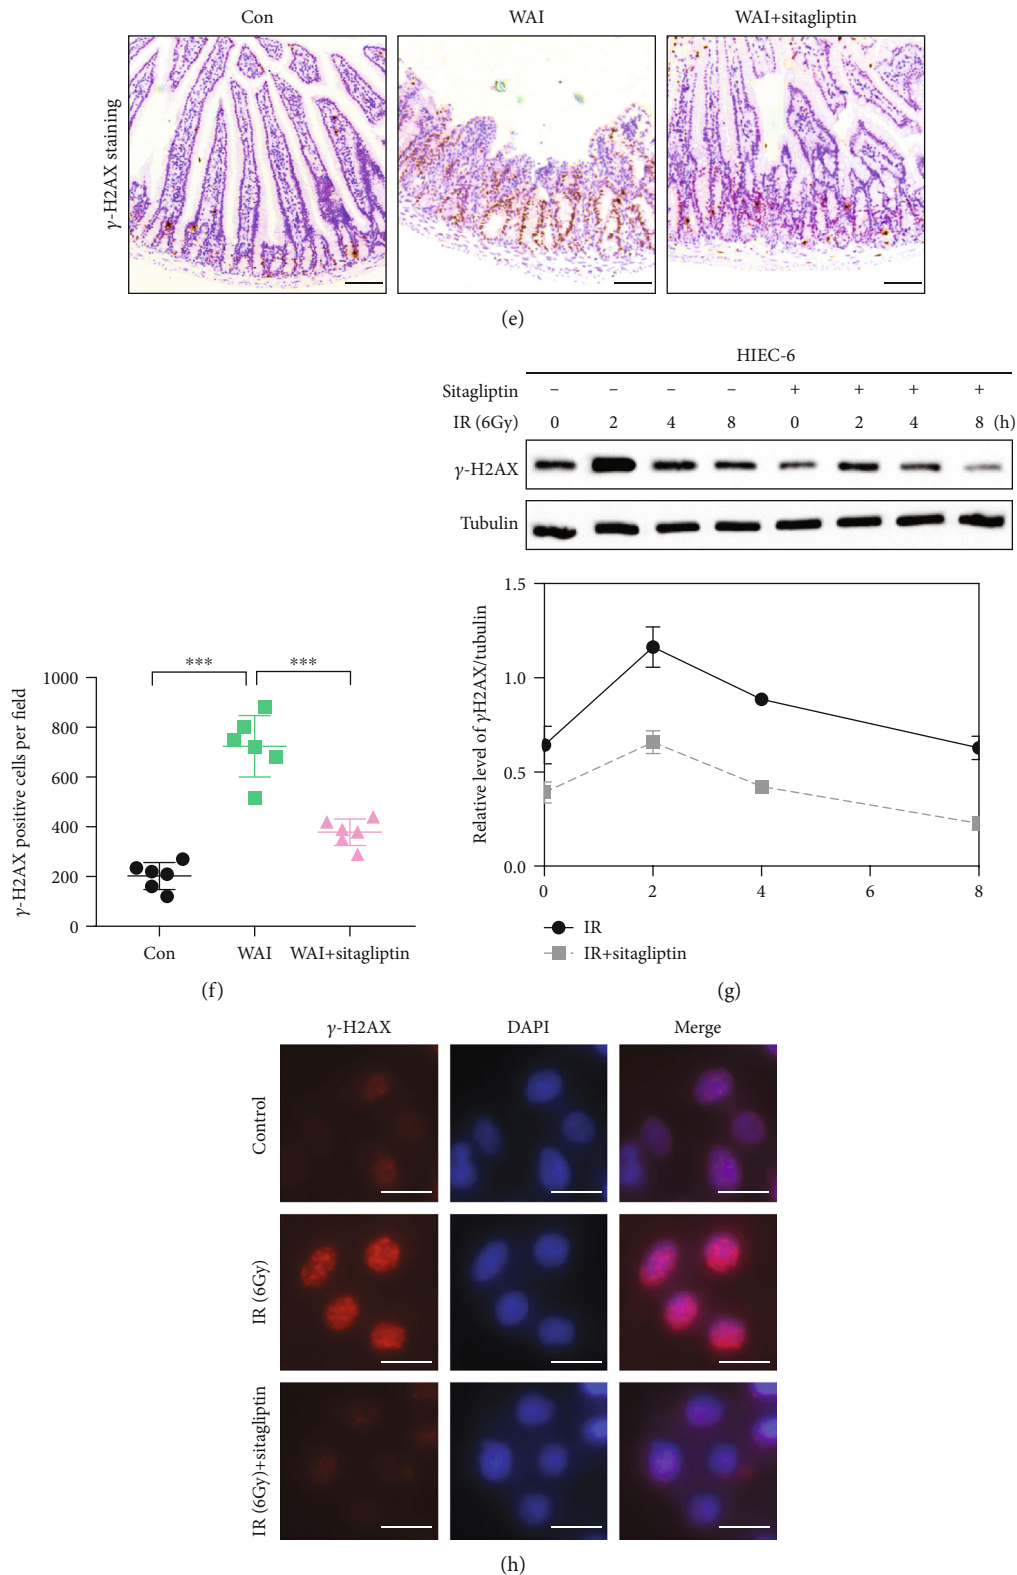 Con WAI WAI+sitagliptin
γ-H2AX staining
(e)
HIEC-6
Sitagliptin – – – – + + + +
IR (6Gy) 0 2 4 8 0 2 4 8 (h)
γ-H2AX
Tubulin
γ-H2AX positive cells per field
1000
800
600
400
200
0
*** ***
Con WAI WAI+sitagliptin
(f)
Relative level of γH2AX/tubulin
1.5
1.0
0.5
0.0
0 2 4 6 8
IR
IR+sitagliptin
(g)
γ-H2AX DAPI Merge
Control
IR (6Gy)
IR (6Gy)+sitagliptin
(h)